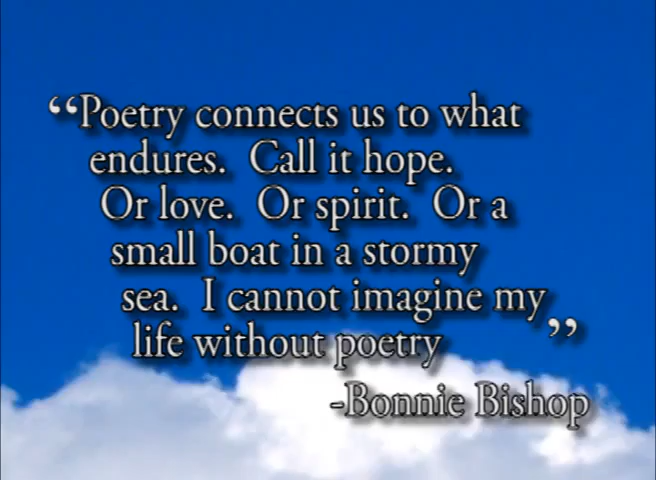 “Poetry connects us to what
endures. Call it hope.
Or love. Or spirit. Or a
small boat in a stormy
sea. I cannot imagine my
life without poetry”
-Bonnie Bishop